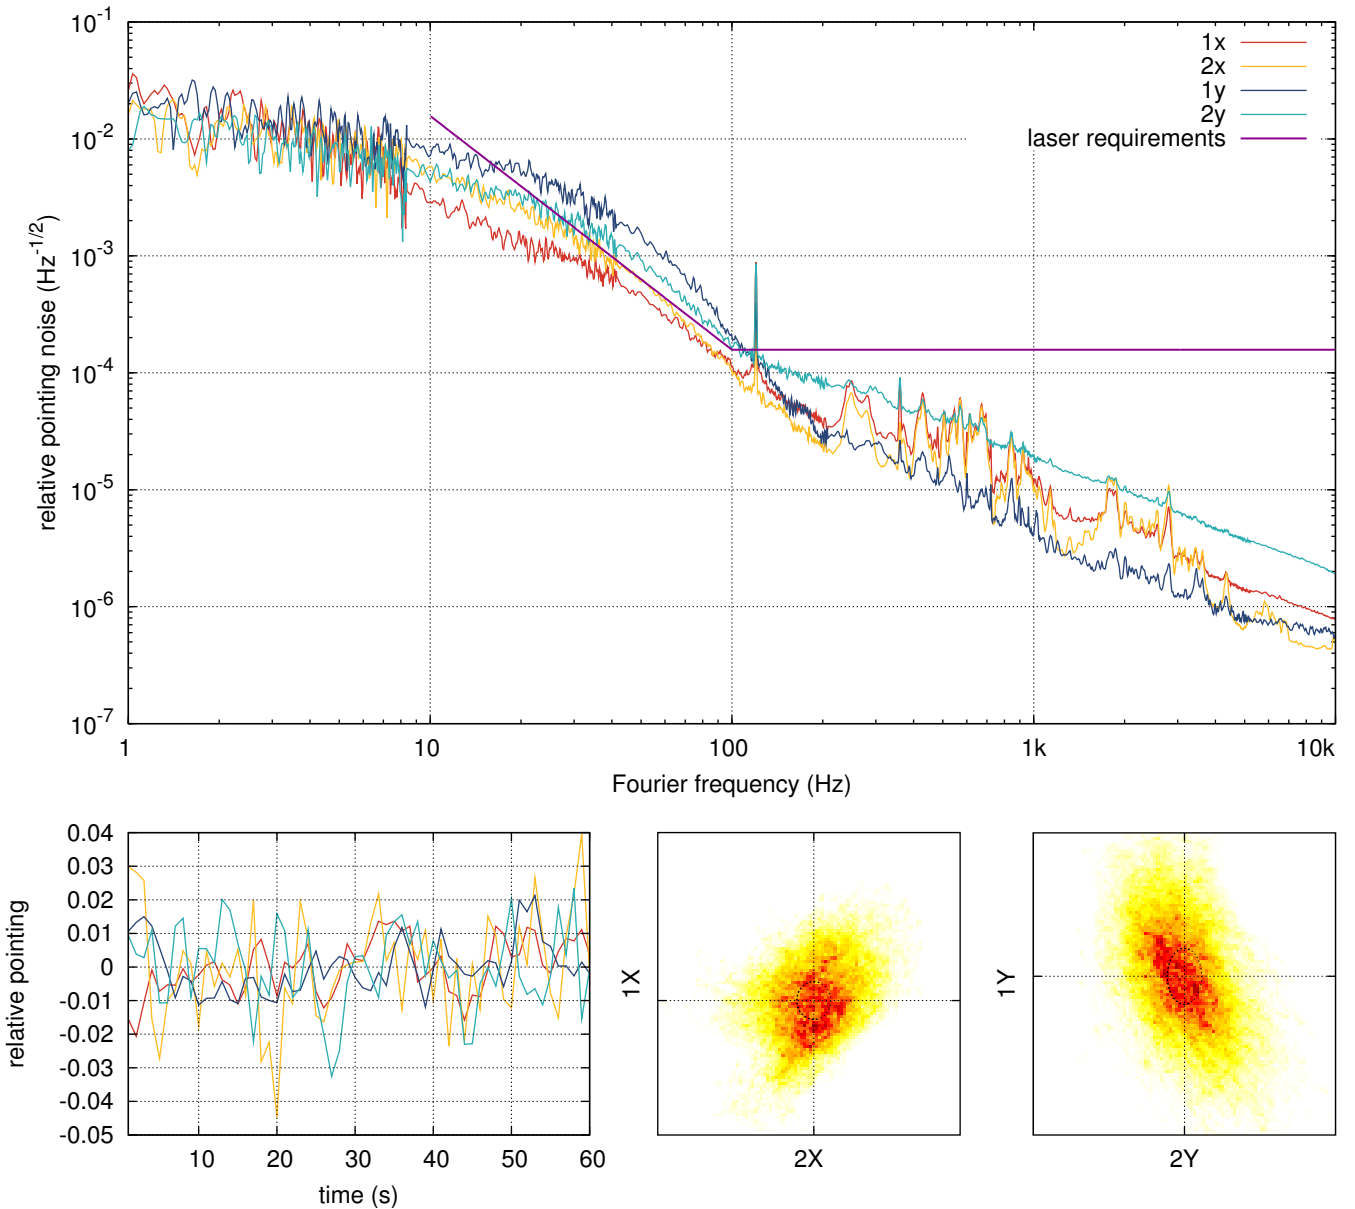 10^-1
10^-2
10^-3
10^-4
10^-5
10^-6
10^-7
relative pointing noise (Hz^-1/2)
1x
2x
1y
2y
laser requirements
1 10 100 1k 10k
Fourier frequency (Hz)
0.04
0.03
0.02
0.01
0
-0.01
-0.02
-0.03
-0.04
-0.05
relative pointing
10 20 30 40 50 60
time (s)
1X
2X
1Y
2Y